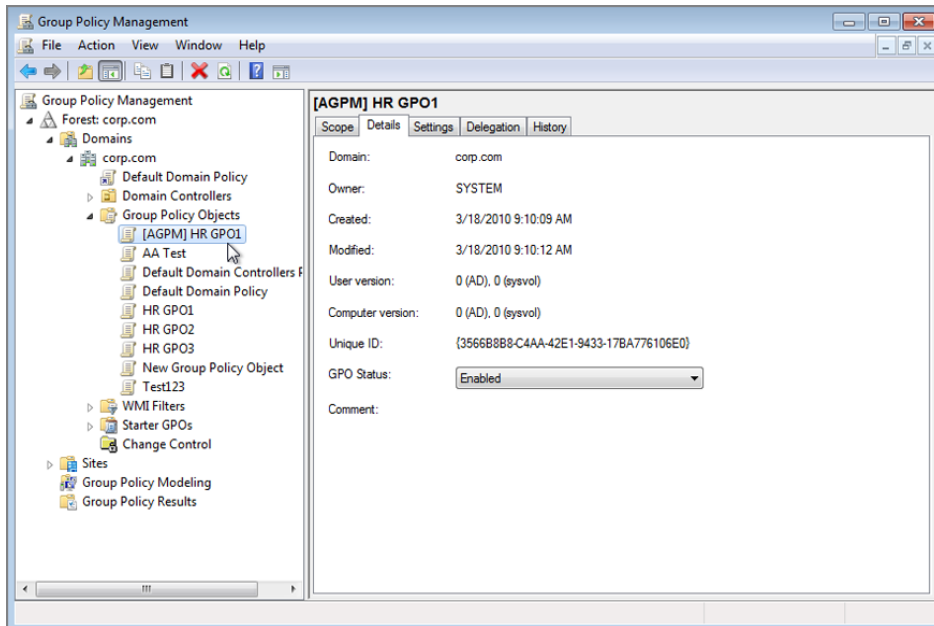 Group Policy Management
File Action View Window Help
Group Policy Management
Forest: corp.com
Domains
corp.com
Default Domain Policy
Domain Controllers
Group Policy Objects
[AGPM] HR GPO1
AA Test
Default Domain Controllers P
Default Domain Policy
HR GPO1
HR GPO2
HR GPO3
New Group Policy Object
Test123
WMI Filters
Starter GPOs
Change Control
Sites
Group Policy Modeling
Group Policy Results
[AGPM] HR GPO1
Scope Details Settings Delegation History
Domain: corp.com
Owner: SYSTEM
Created: 3/18/2010 9:10:09 AM
Modified: 3/18/2010 9:10:12 AM
User version: 0 (AD), 0 (sysvol)
Computer version: 0 (AD), 0 (sysvol)
Unique ID: {3566B8B8-C4AA-42E1-9433-17BA776106E0}
GPO Status: Enabled
Comment: